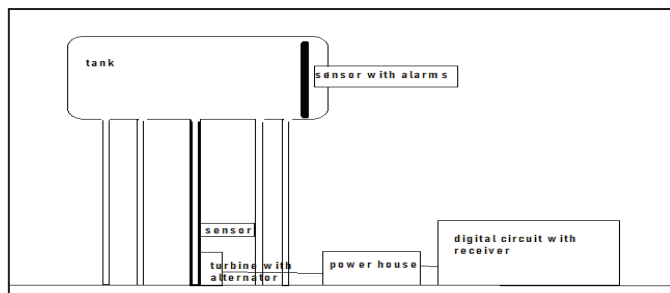 tank
sensor with alarms
sensor
turbine with
alternator
power house
digital circuit with
receiver